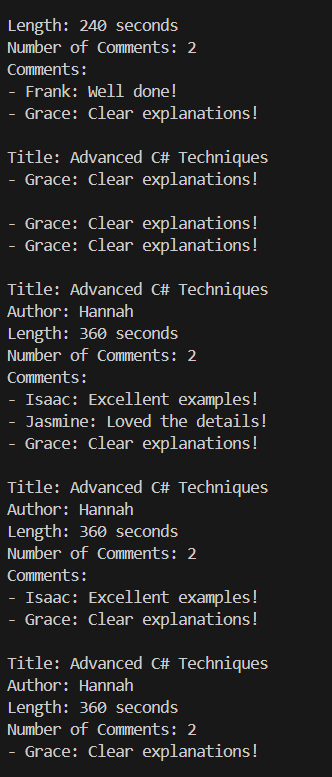 Length: 240 seconds
Number of Comments: 2
Comments:
- Frank: Well done!
- Grace: Clear explanations!
Title: Advanced C# Techniques
- Grace: Clear explanations!
- Grace: Clear explanations!
- Grace: Clear explanations!
Title: Advanced C# Techniques
Author: Hannah
Length: 360 seconds
Number of Comments: 2
Comments:
- Isaac: Excellent examples!
- Jasmine: Loved the details!
- Grace: Clear explanations!
Title: Advanced C# Techniques
Author: Hannah
Length: 360 seconds
Number of Comments: 2
Comments:
- Isaac: Excellent examples!
- Grace: Clear explanations!
Title: Advanced C# Techniques
Author: Hannah
Length: 360 seconds
Number of Comments: 2
- Grace: Clear explanations!